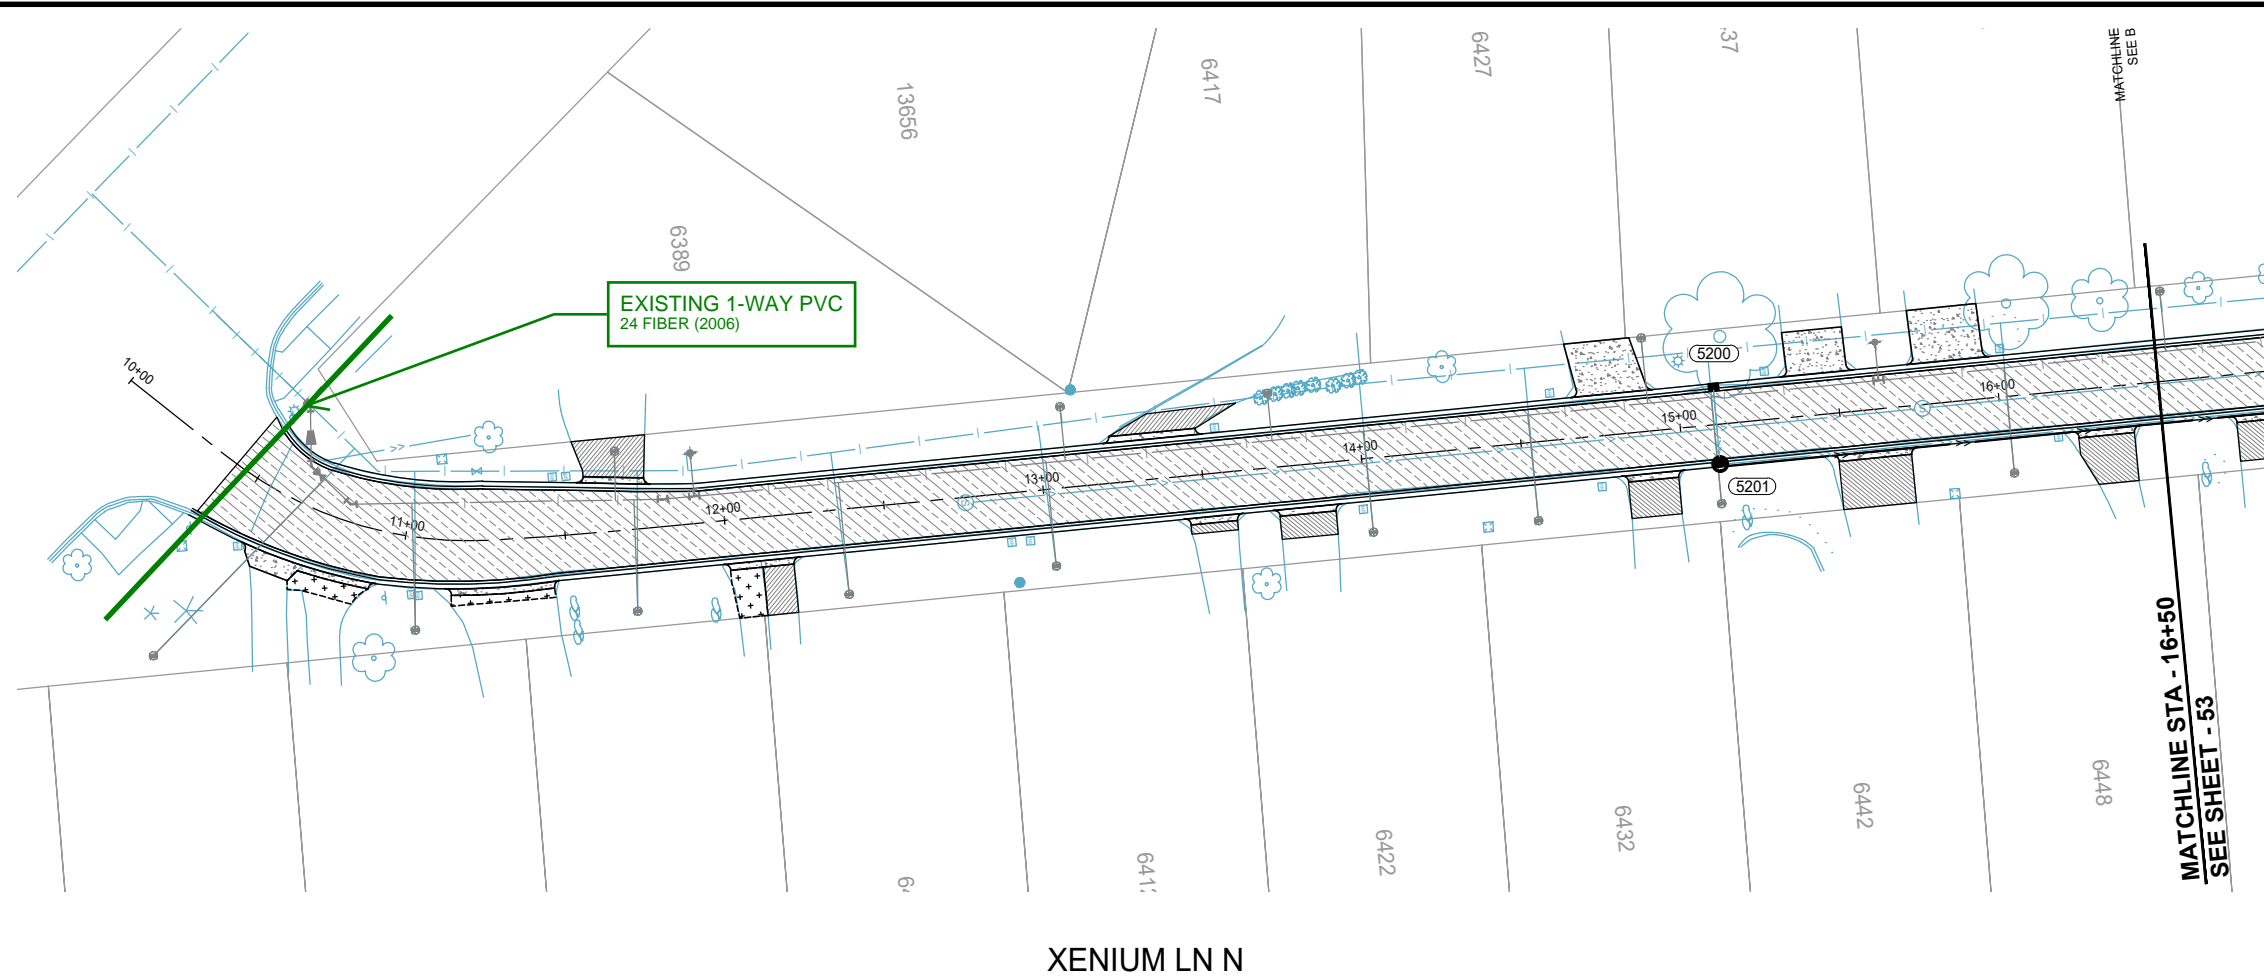 MATCHLINE
SEE B
6427
6417
13656
6389
EXISTING 1-WAY PVC
24 FIBER (2006)
10+00
11+00
12+00
13+00
14+00
15+00
16+00
5200
5201
MATCHLINE STA - 16+50
SEE SHEET - 53
6448
6442
6432
6422
XENIUM LN N